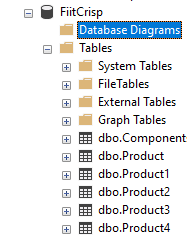 FiitCrisp
Database Diagrams
Tables
System Tables
FileTables
External Tables
Graph Tables
dbo.Component
dbo.Product
dbo.Product1
dbo.Product2
dbo.Product3
dbo.Product4